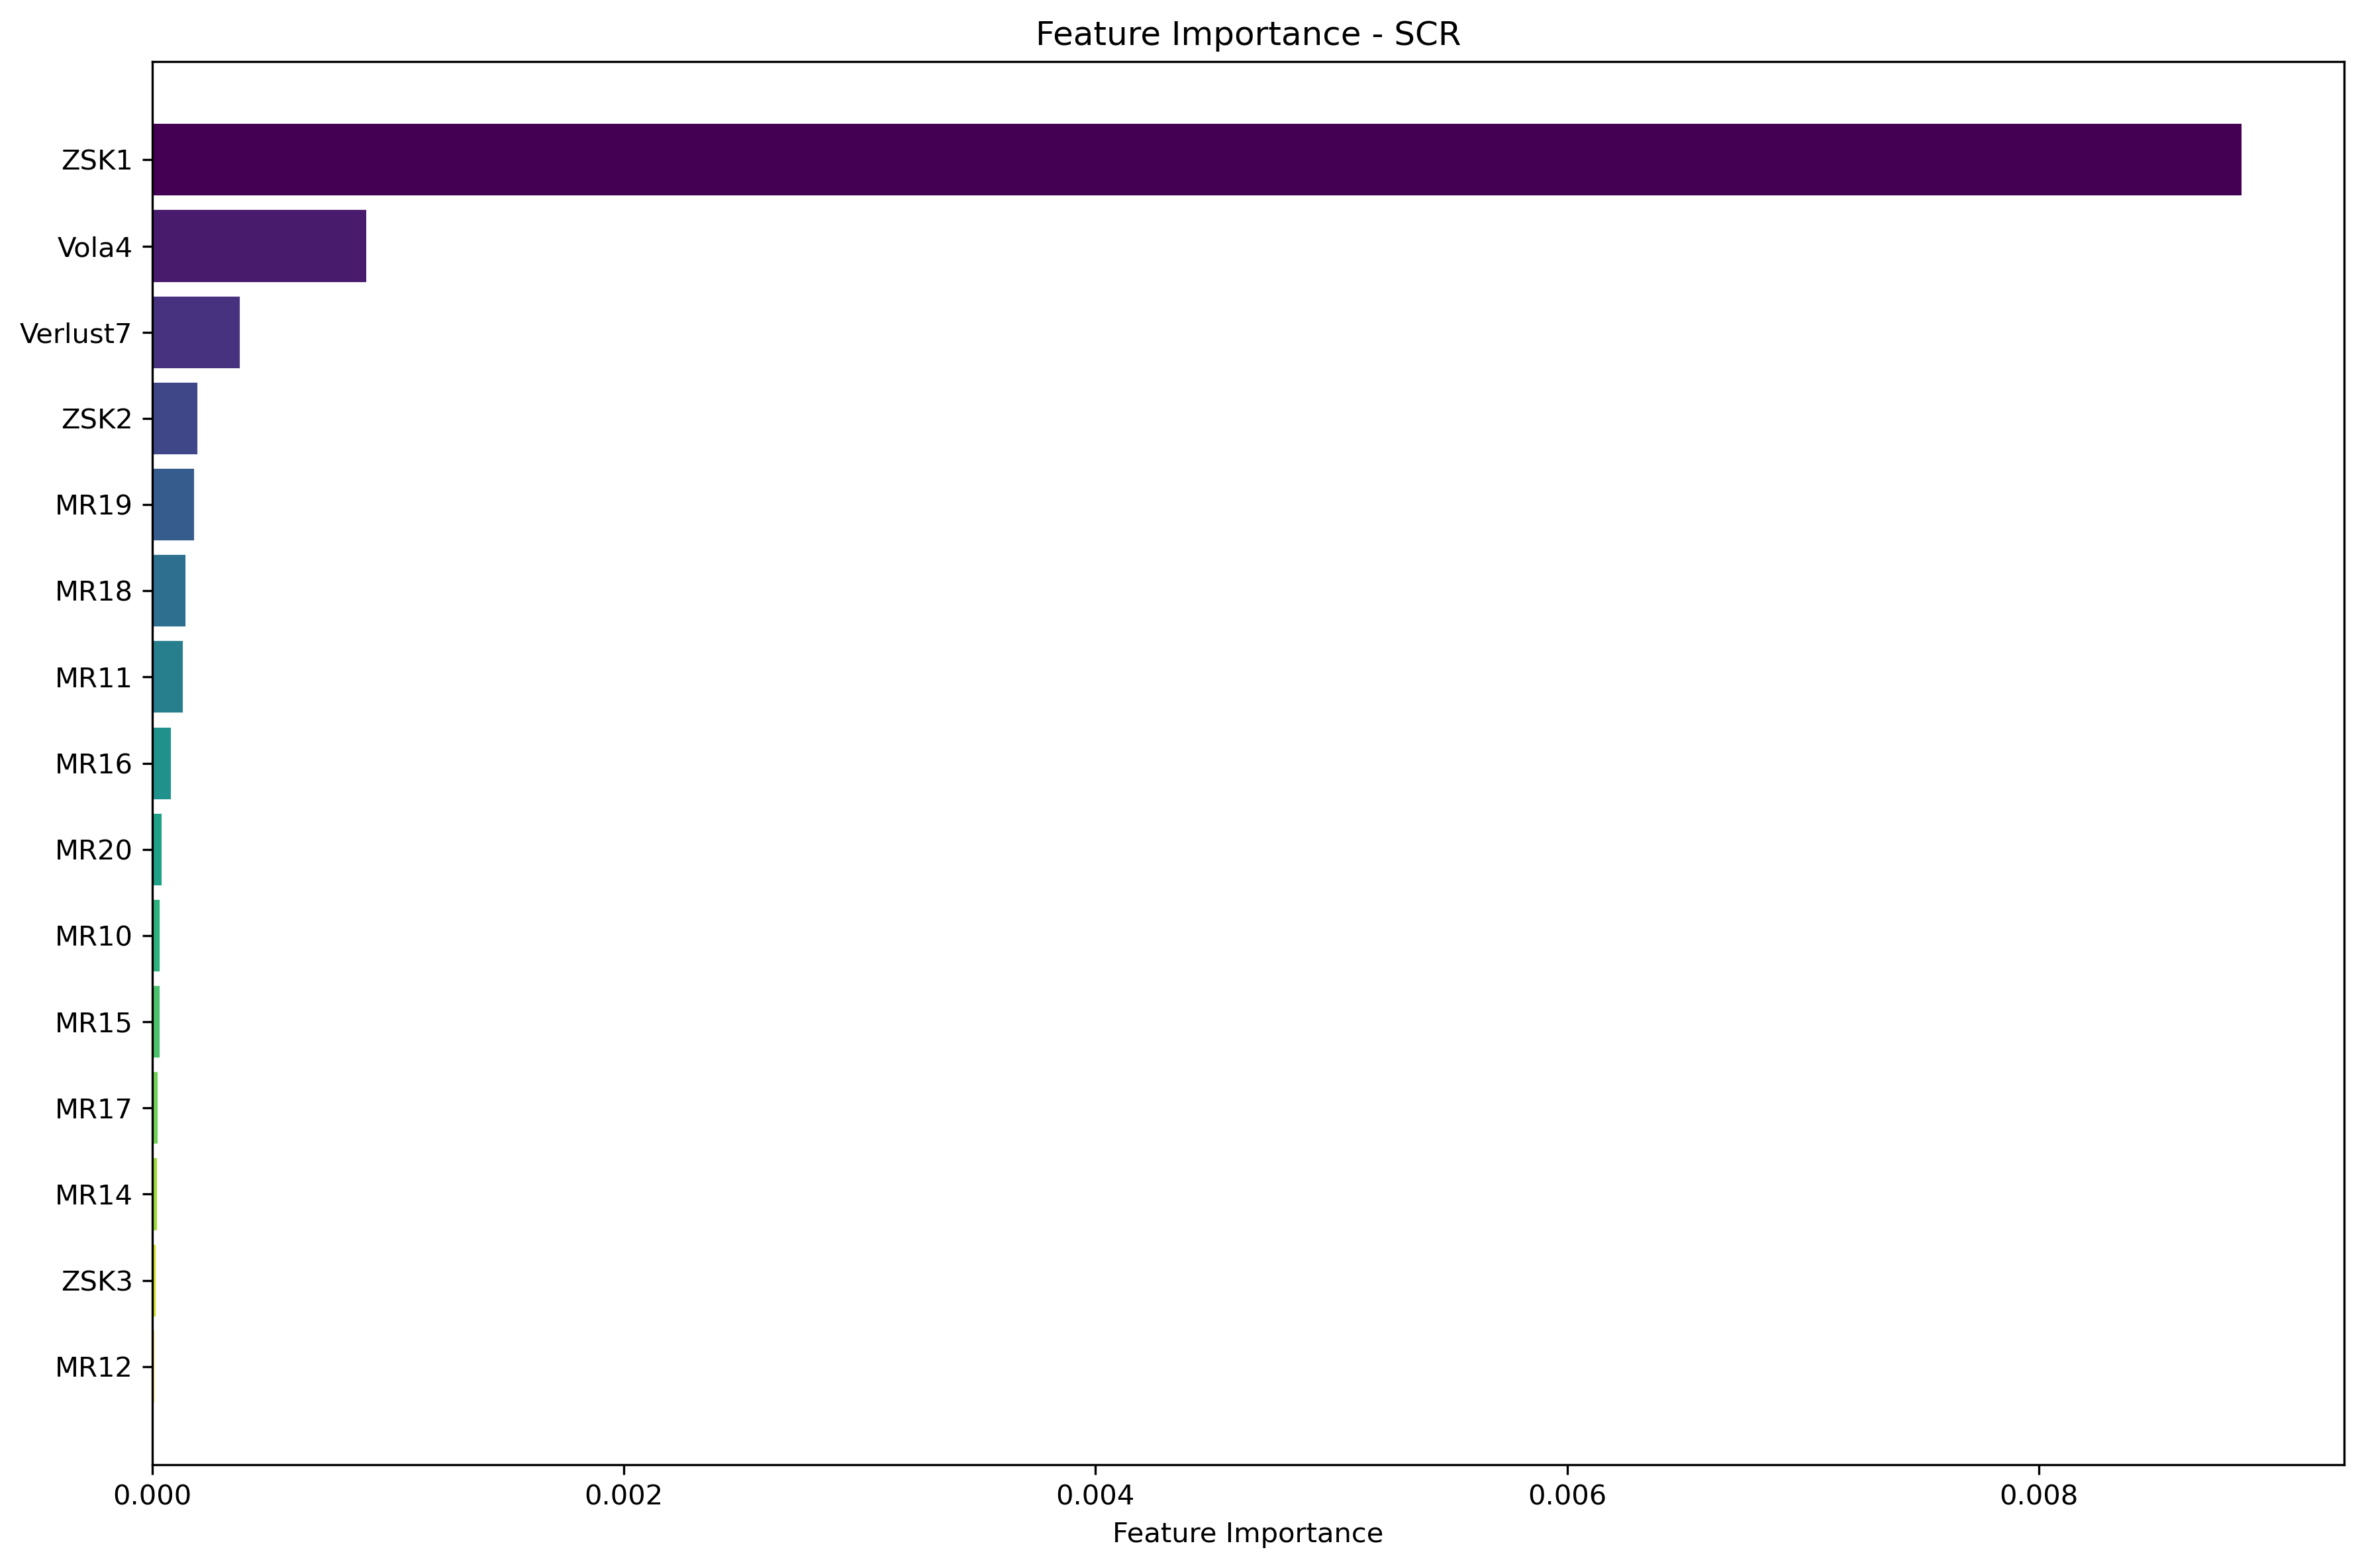 Feature Importance - SCR
ZSK1
Vola4
Verlust7
ZSK2
MR19
MR18
MR11
MR16
MR20
MR10
MR15
MR17
MR14
ZSK3
MR12
0.000 0.002 0.004 0.006 0.008
Feature Importance